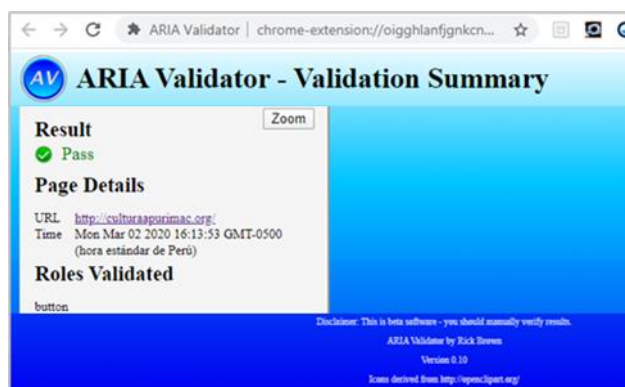 ARIA Validator | chrome-extension://oigghlanfjgnkcn...
AV ARIA Validator - Validation Summary
Zoom
Result
Pass
Page Details
URL http://culturaapurimac.org/
Time Mon Mar 02 2020 16:13:53 GMT-0500
(hora estándar de Perú)
Roles Validated
button
Disclaimer: This is beta software - you should manually verify results.
ARIA Validator by Rick Brown
Version 0.10
Icons derived from http://openclipart.org/